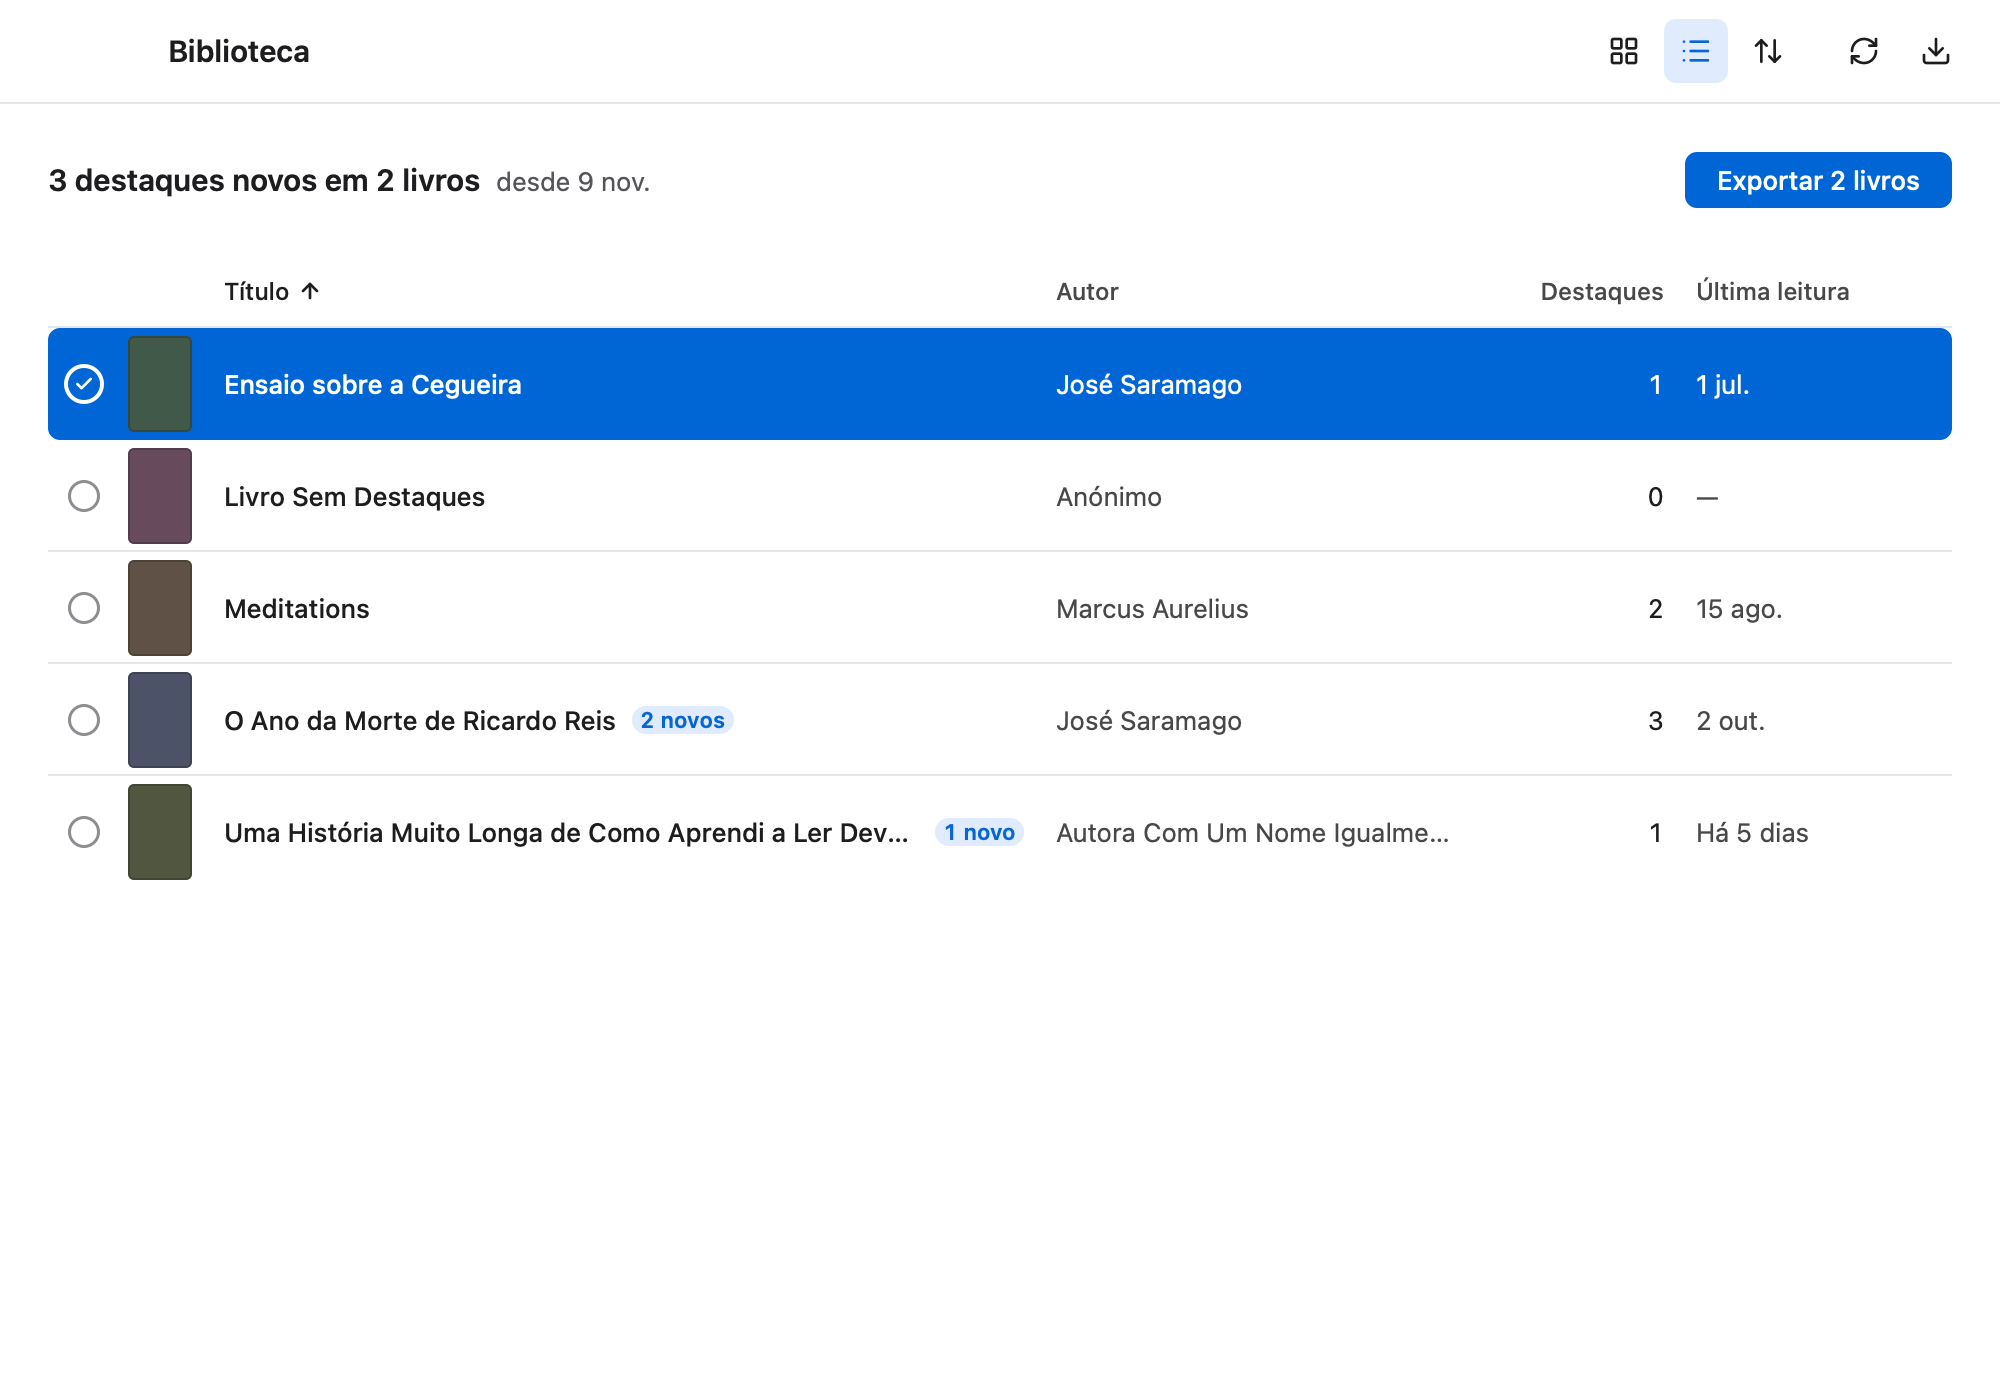 Biblioteca
3 destaques novos em 2 livros desde 9 nov.
Exportar 2 livros
Título Autor Destaques Última leitura
Ensaio sobre a Cegueira José Saramago 1 1 jul.
Livro Sem Destaques Anónimo 0 —
Meditations Marcus Aurelius 2 15 ago.
O Ano da Morte de Ricardo Reis 2 novos José Saramago 3 2 out.
Uma História Muito Longa de Como Aprendi a Ler Dev... 1 novo Autora Com Um Nome Igualme... 1 Há 5 dias